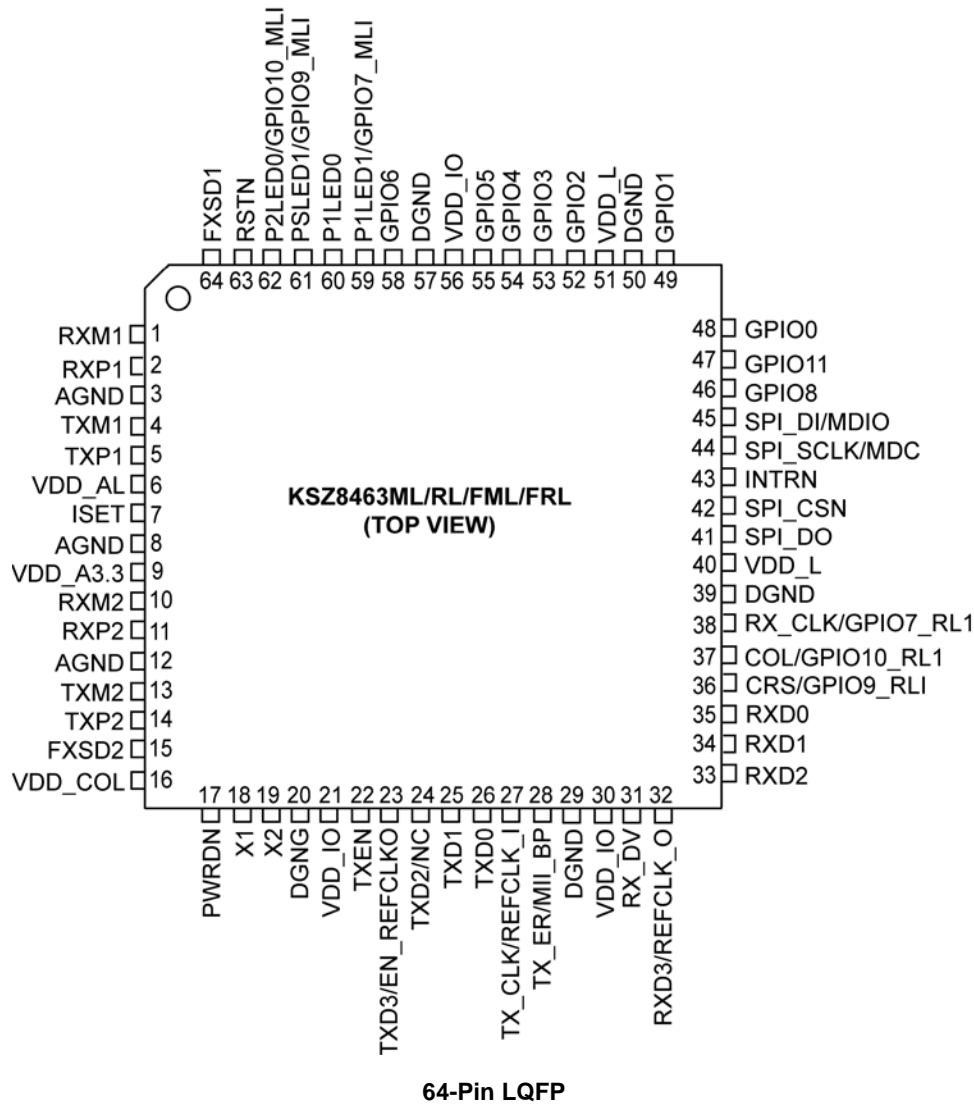 FXSD1
RSTN
P2LED0/GPIO10_MLI
PSLED1/GPIO9_MLI
P1LED0
P1LED1/GPIO7_MLI
GPIO6
DGND
VDD_IO
GPIO5
GPIO4
GPIO3
GPIO2
VDD_L
DGND
GPIO1
64 63 62 61 60 59 58 57 56 55 54 53 52 51 50 49
RXM1 1
RXP1 2
AGND 3
TXM1 4
TXP1 5
VDD_AL 6
ISET 7
AGND 8
VDD_A3.3 9
RXM2 10
RXP2 11
AGND 12
TXM2 13
TXP2 14
FXSD2 15
VDD_COL 16
KSZ8463ML/RL/FML/FRL
(TOP VIEW)
48 GPIO0
47 GPIO11
46 GPIO8
45 SPI_DI/MDIO
44 SPI_SCLK/MDC
43 INTRN
42 SPI_CSN
41 SPI_DO
40 VDD_L
39 DGND
38 RX_CLK/GPIO7_RL1
37 COL/GPIO10_RL1
36 CRS/GPIO9_RLI
35 RXD0
34 RXD1
33 RXD2
17 18 19 20 21 22 23 24 25 26 27 28 29 30 31 32
PWRDN
X1
X2
DGNG
VDD_IO
TXEN
TXD3/EN_REFCLKO
TXD2/NC
TXD1
TXD0
TX_CLK/REFCLK_I
TX_ER/MII_BP
DGND
VDD_IO
RX_DV
RXD3/REFCLK_O
64-Pin LQFP